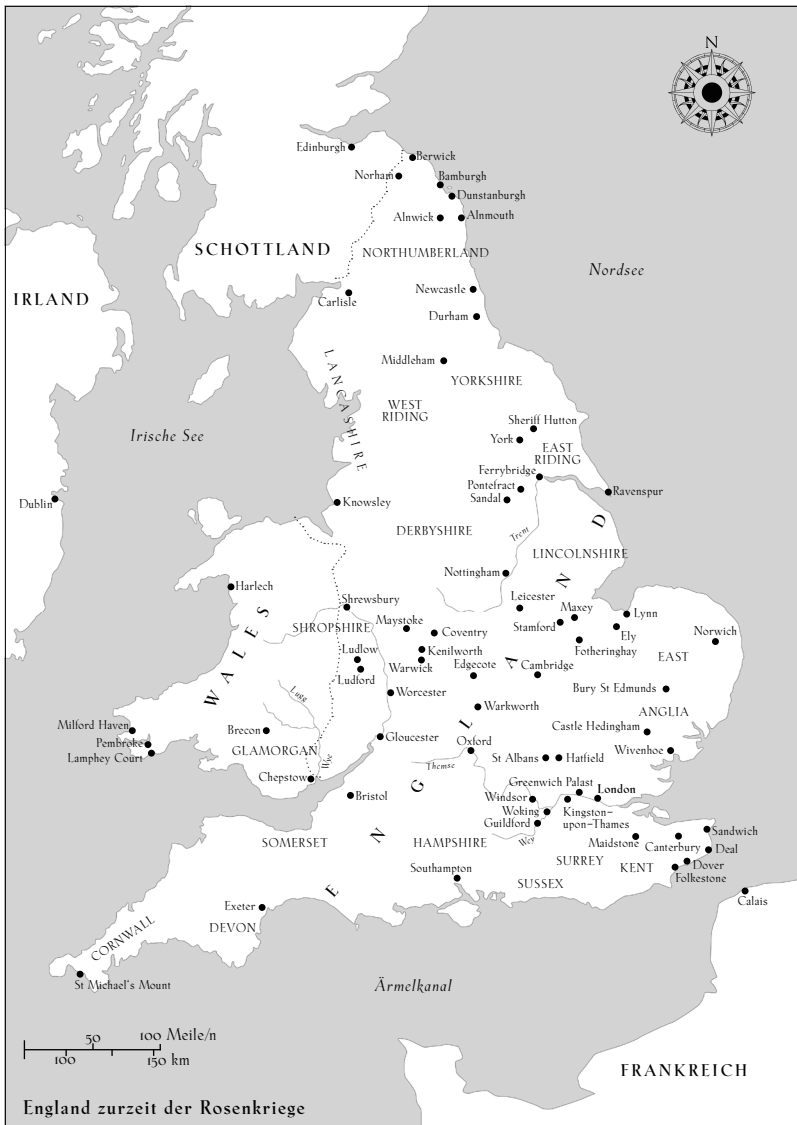 N
Edinburgh
Berwick
Norham
Bamburgh
Dunstanburgh
Alnwick
Alnmouth
SCHOTTLAND
NORTHUMBERLAND
Nordsee
IRLAND
Carlisle
Newcastle
Durham
Middleham
LANCASHIRE
YORKSHIRE
WEST
RIDING
Irische See
Sheriff Hutton
York
EAST
RIDING
Ferrybridge
Pontefract
Sandal
Ravenspur
Dublin
Knowsley
DERBYSHIRE
Trent
LINCOLNSHIRE
Nottingham
Harlech
Shrewsbury
Leicester
Maxey
Lynn
SHROPSHIRE
Maystoke
Coventry
Stamford
Ely
Norwich
WALES
Ludlow
Kenilworth
Fotheringhay
EAST
Ludford
Warwick
Edgecote
Cambridge
Lugg
Worcester
Bury St Edmunds
Warkworth
ANGLIA
Milford Haven
Brecon
Castle Hedingham
Pembroke
GLAMORGAN
Wye
Gloucester
Oxford
Wivenhoe
Lamphey Court
St Albans
Hatfield
Chepstow
Themse
Greenwich Palast
London
Bristol
Windsor
Woking
Kingston-
upon-Thames
Guildford
ENGLAND
SOMERSET
HAMPSHIRE
Wey
Maidstone
Sandwich
Canterbury
Deal
SURREY
KENT
Dover
Folkestone
Southampton
SUSSEX
Calais
Exeter
DEVON
CORNWALL
St Michael's Mount
Ärmelkanal
50 100 Meile/n
100 150 km
FRANKREICH
England zurzeit der Rosenkriege